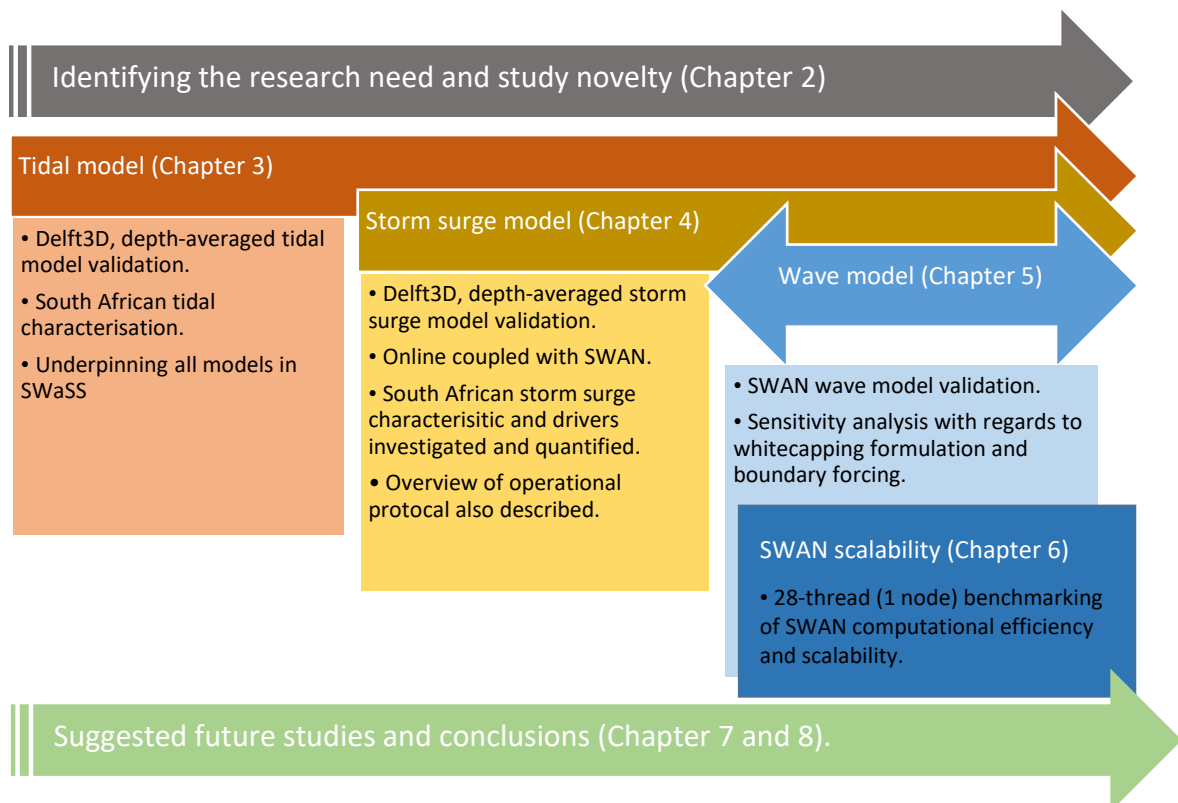 Identifying the research need and study novelty (Chapter 2)
Tidal model (Chapter 3)
• Delft3D, depth-averaged tidal
model validation.
• South African tidal
characterisation.
• Underpinning all models in
SWaSS
Storm surge model (Chapter 4)
• Delft3D, depth-averaged storm
surge model validation.
• Online coupled with SWAN.
• South African storm surge
characterisitic and drivers
investigated and quantified.
• Overview of operational
protocal also described.
Wave model (Chapter 5)
• SWAN wave model validation.
• Sensitivity analysis with regards to
whitecapping formulation and
boundary forcing.
SWAN scalability (Chapter 6)
• 28-thread (1 node) benchmarking
of SWAN computational efficiency
and scalability.
Suggested future studies and conclusions (Chapter 7 and 8).